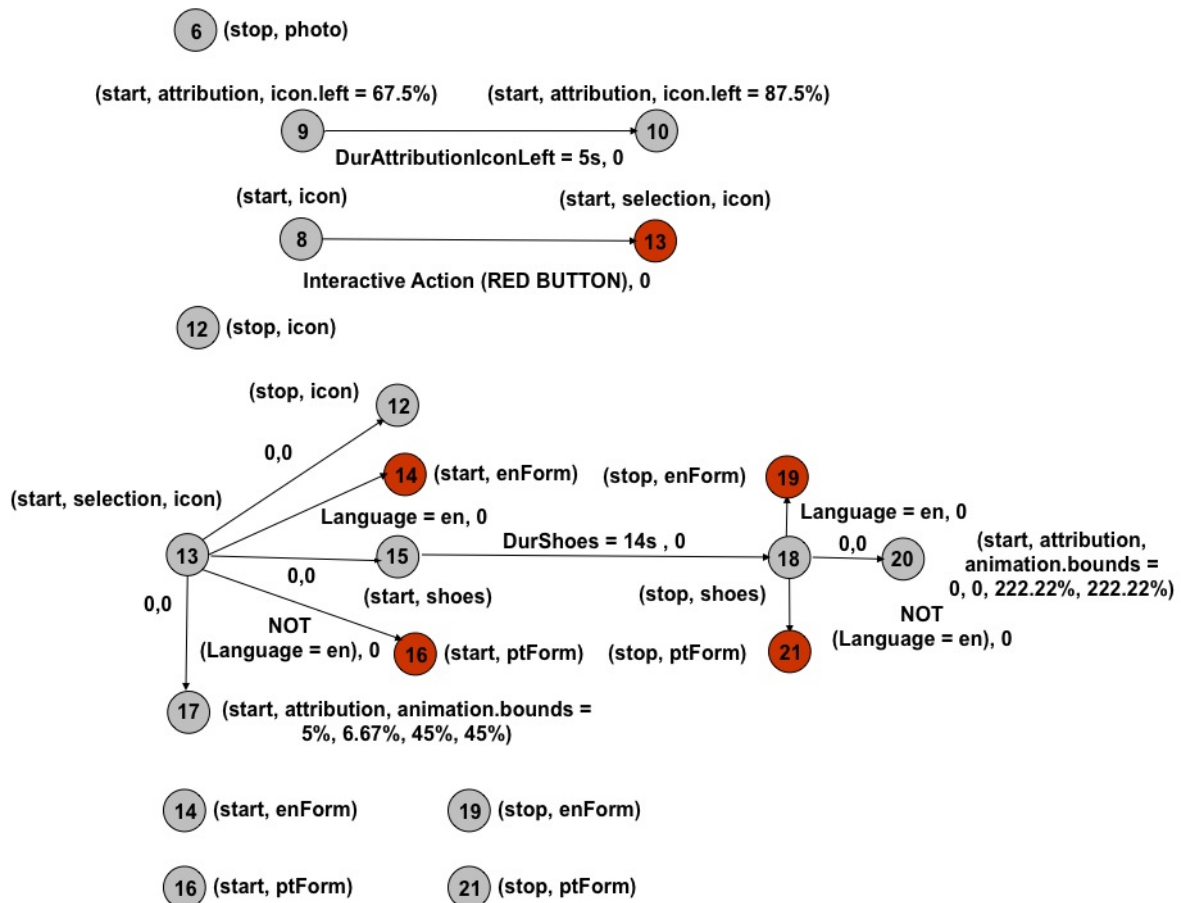 6 (stop, photo)
(start, attribution, icon.left = 67.5%) (start, attribution, icon.left = 87.5%)
9 10
DurAttributionIconLeft = 5s, 0
(start, icon) (start, selection, icon)
8 13
Interactive Action (RED BUTTON), 0
12 (stop, icon)
(stop, icon) 12
0,0
14 (start, enForm) (stop, enForm) 19
(start, selection, icon)
Language = en, 0 Language = en, 0
13 15 DurShoes = 14s , 0 18 0,0 20 (start, attribution,
animation.bounds =
0, 0, 222.22%, 222.22%)
0,0
(start, shoes) (stop, shoes)
0,0
NOT
(Language = en), 0
NOT
(Language = en), 0
16 (start, ptForm) (stop, ptForm) 21
17 (start, attribution, animation.bounds =
5%, 6.67%, 45%, 45%)
14 (start, enForm) 19 (stop, enForm)
16 (start, ptForm) 21 (stop, ptForm)